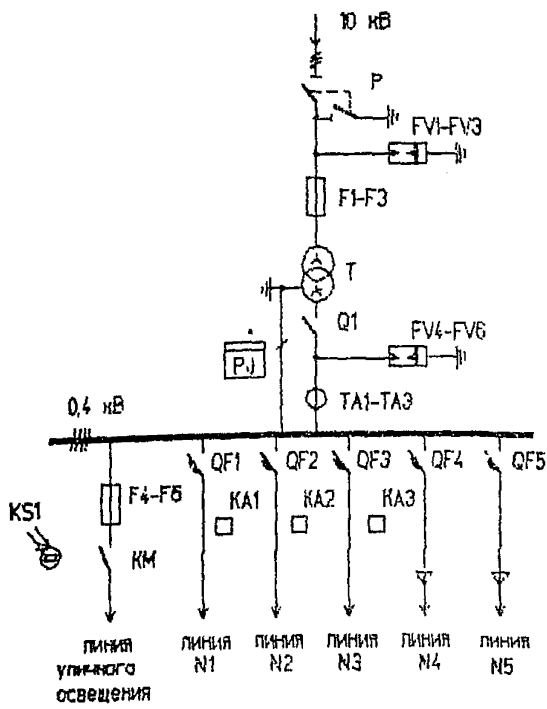 10 кВ
P
FV1-FV3
F1-F3
T
Q1
FV4-FV6
TA1-TA3
0,4 кВ
QF1
QF2
QF3
QF4
QF5
F4-F6
KA1
KA2
KA3
KS1
KM
линия
уличного
освещения
линия
N1
линия
N2
линия
N3
линия
N4
линия
N5